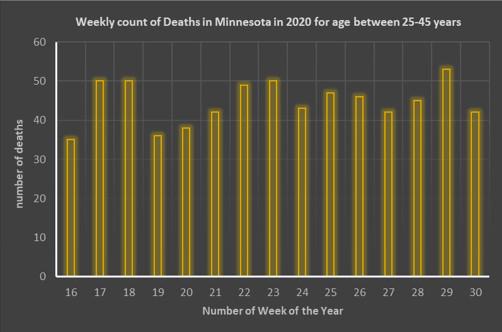 Weekly count of Deaths in Minnesota in 2020 for age between 25-45 years
60
50
40
30
20
10
0
number of deaths
16 17 18 19 20 21 22 23 24 25 26 27 28 29 30
Number of Week of the Year